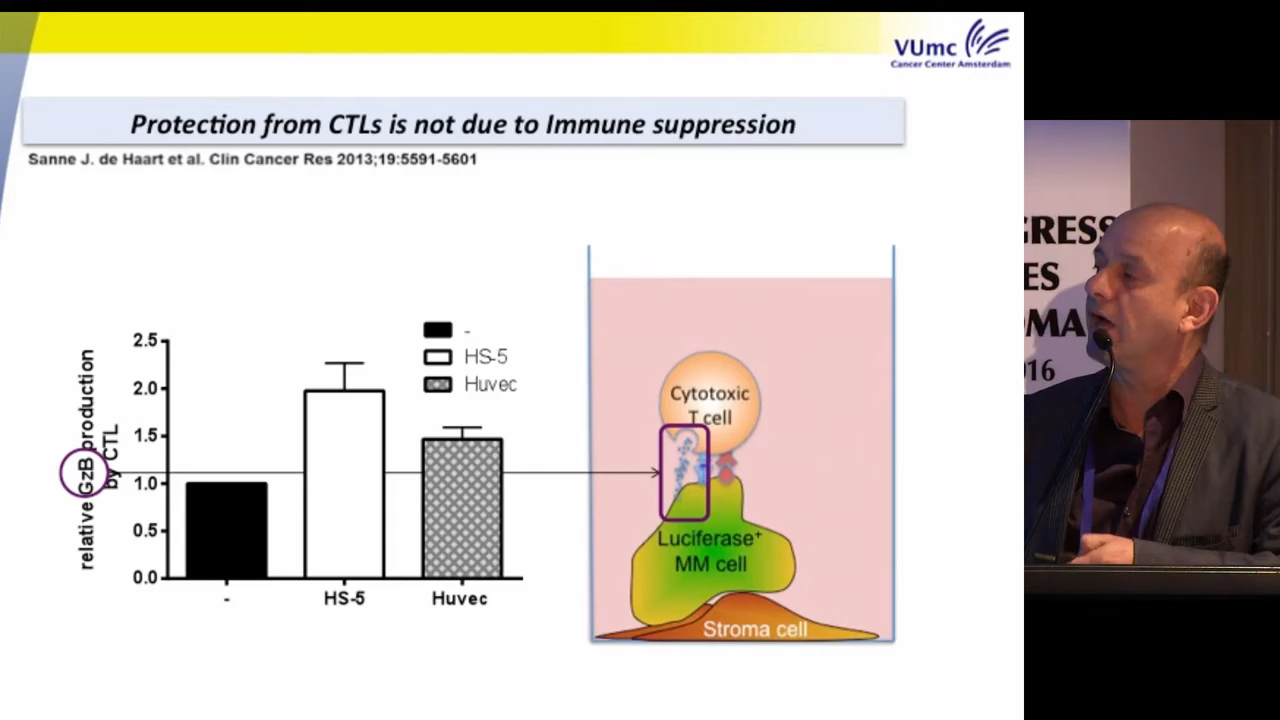 VUmc
Cancer Center Amsterdam
Protection from CTLs is not due to Immune suppression
Sanne J. de Haart et al. Clin Cancer Res 2013;19:5591-5601
relative GzB production
by CTL
2.5
2.0
1.5
1.0
0.5
0.0
-
HS-5
Huvec
-
HS-5
Huvec
Cytotoxic
T cell
Luciferase⁺
MM cell
Stroma cell
GRESS
ES
OMA
016